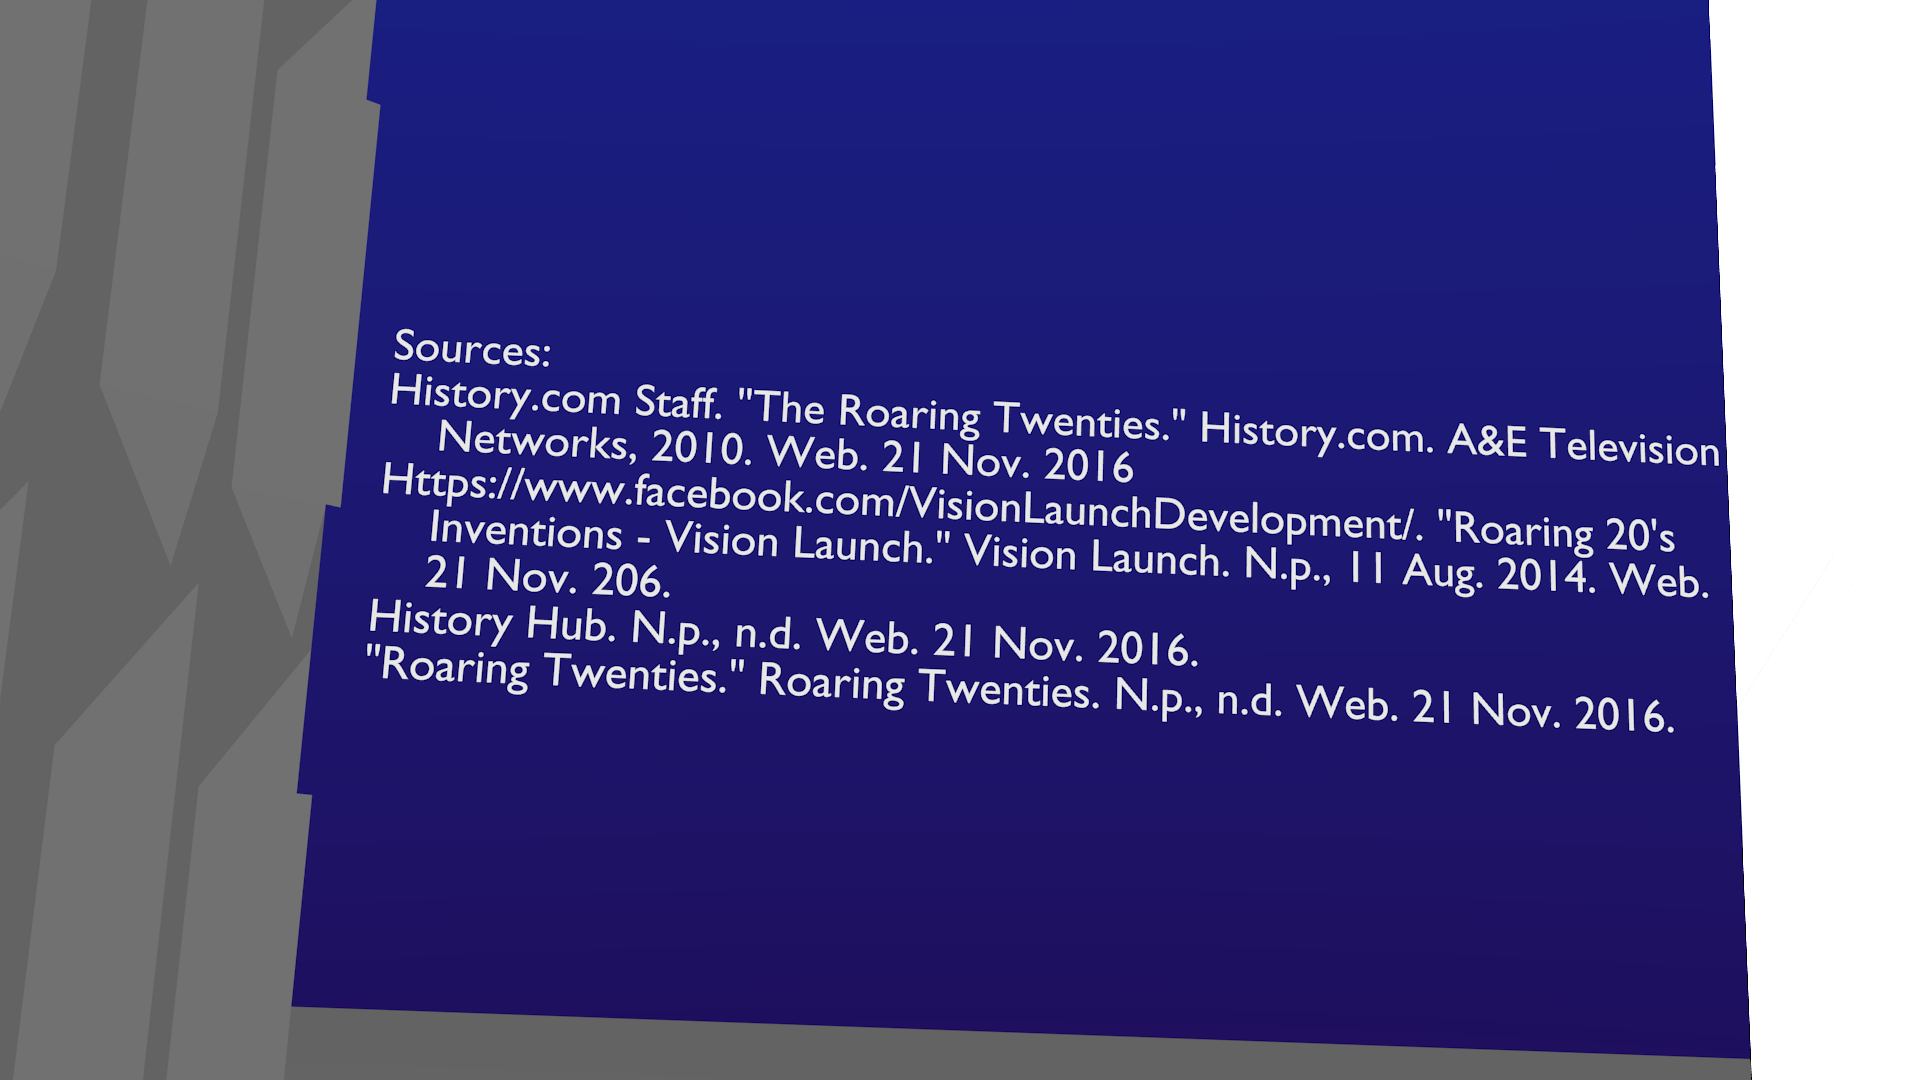 Sources:
History.com Staff. "The Roaring Twenties." History.com. A&E Television
Networks, 2010. Web. 21 Nov. 2016
Https://www.facebook.com/VisionLaunchDevelopment/. "Roaring 20's
Inventions - Vision Launch." Vision Launch. N.p., 11 Aug. 2014. Web.
21 Nov. 206.
History Hub. N.p., n.d. Web. 21 Nov. 2016.
"Roaring Twenties." Roaring Twenties. N.p., n.d. Web. 21 Nov. 2016.